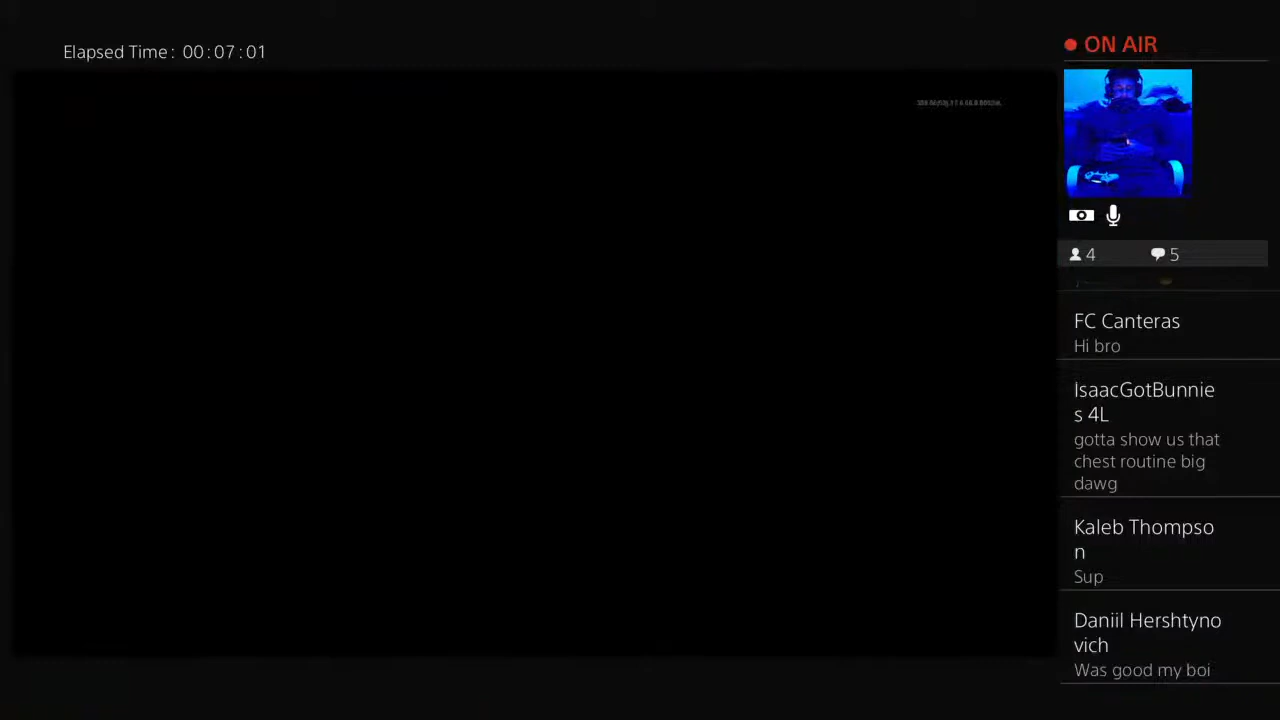 Elapsed Time: 00:07:01
ON AIR
4 5
FC Canteras
Hi bro
IsaacGotBunnie
s 4L
gotta show us that
chest routine big
dawg
Kaleb Thompso
n
Sup
Daniil Hershtyno
vich
Was good my boi